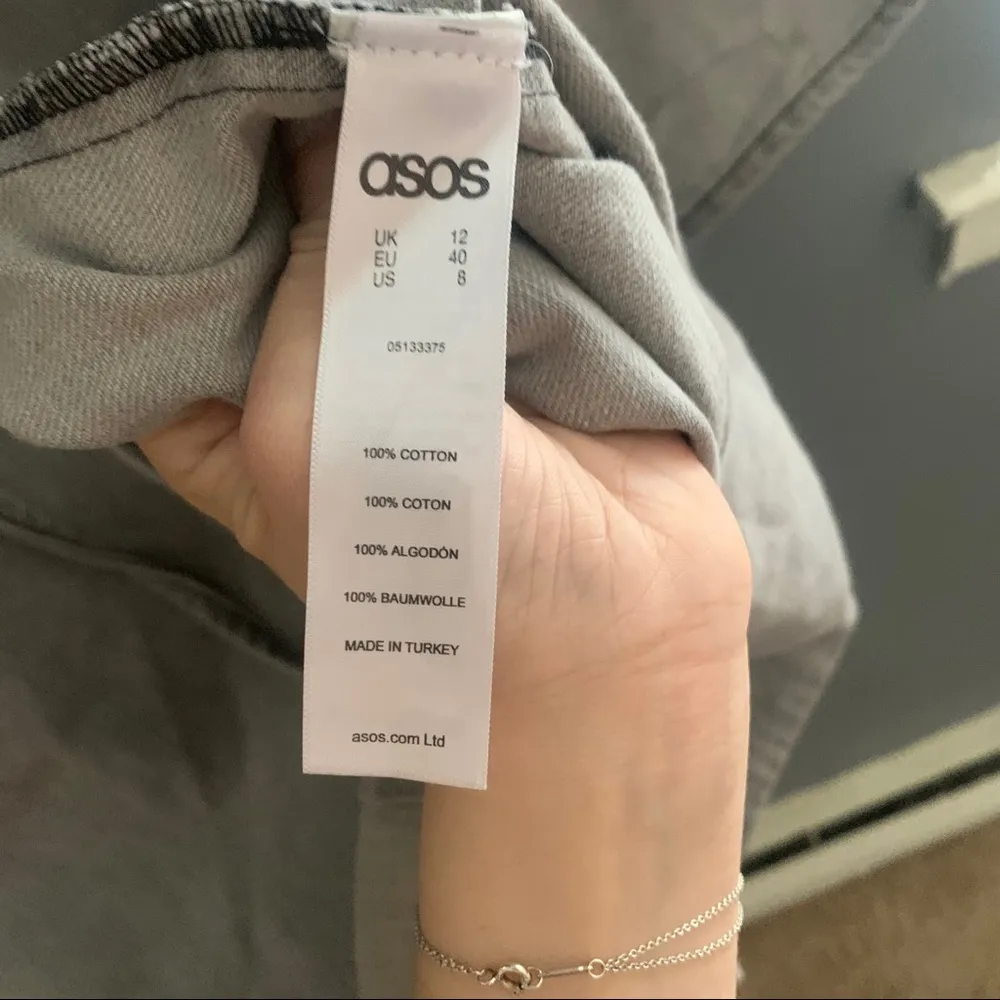 asos
UK 12
EU 40
US 8
05133375
100% COTTON
100% COTON
100% ALGODÓN
100% BAUMWOLLE
MADE IN TURKEY
asos.com Ltd